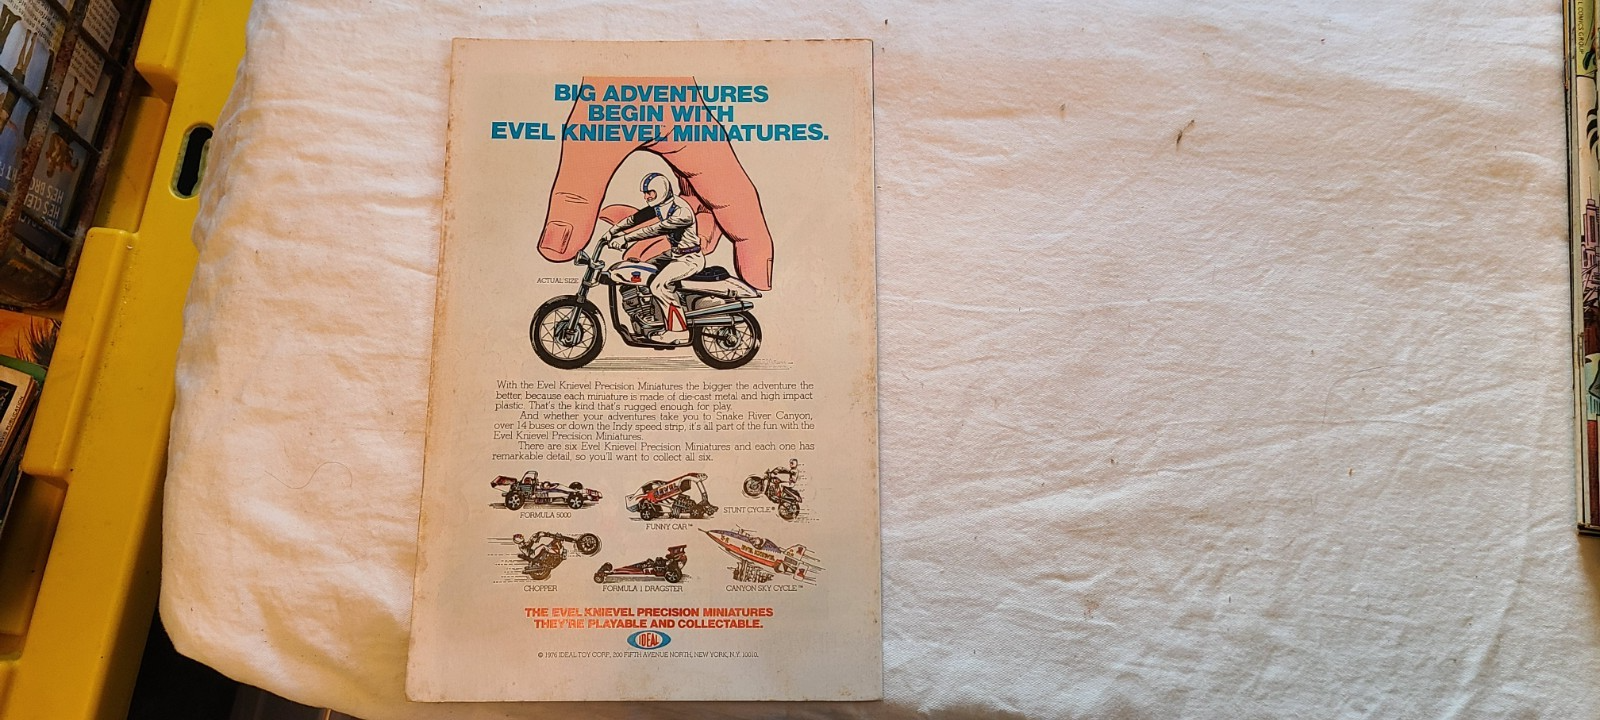 BIG ADVENTURES
BEGIN WITH
EVEL KNIEVEL MINIATURES.
ACTUAL SIZE
With the Evel Knievel Precision Miniatures the bigger the adventure the
better, because each miniature is made of die-cast metal and high impact
plastic. That's the kind that's rugged enough for play.
And whether your adventures take you to Snake River Canyon,
over 14 buses or down the Indy speed strip, it's all part of the fun with the
Evel Knievel Precision Miniatures.
There are six Evel Knievel Precision Miniatures and each one has
remarkable detail, so you'll want to collect all six.
FORMULA 5000
FUNNY CAR™
STUNT CYCLE®
CHOPPER
FORMULA 1 DRAGSTER
CANYON SKY CYCLE™
THE EVEL KNIEVEL PRECISION MINIATURES
THEY'RE PLAYABLE AND COLLECTABLE.
IDEAL
© 1976 IDEAL TOY CORP., 200 FIFTH AVENUE NORTH, NEW YORK, N.Y. 10010.
HE'S BRO
HE'S CLE
COMICS GROUP